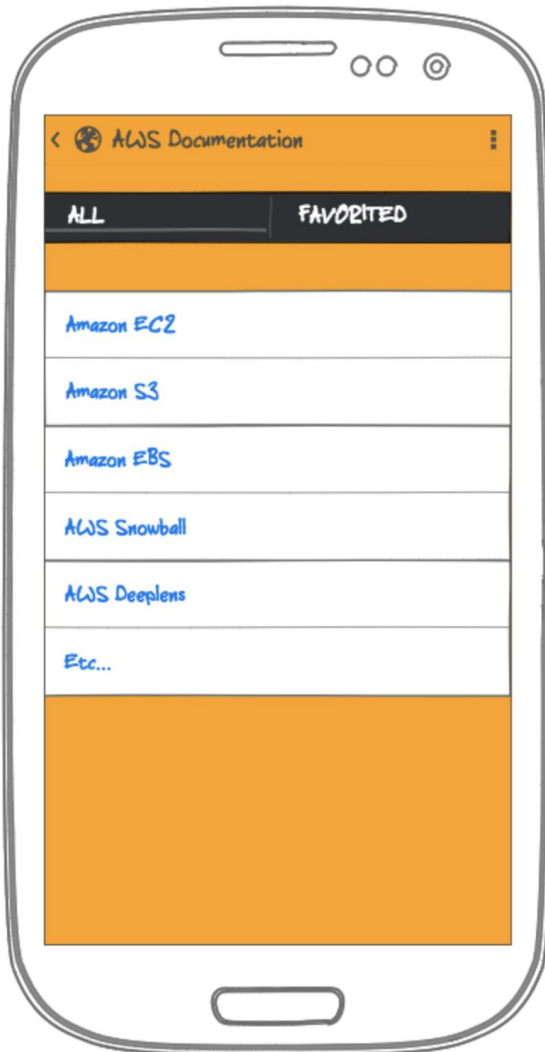 AWS Documentation
ALL FAVORITED
Amazon EC2
Amazon S3
Amazon EBS
AWS Snowball
AWS Deeplens
Etc...